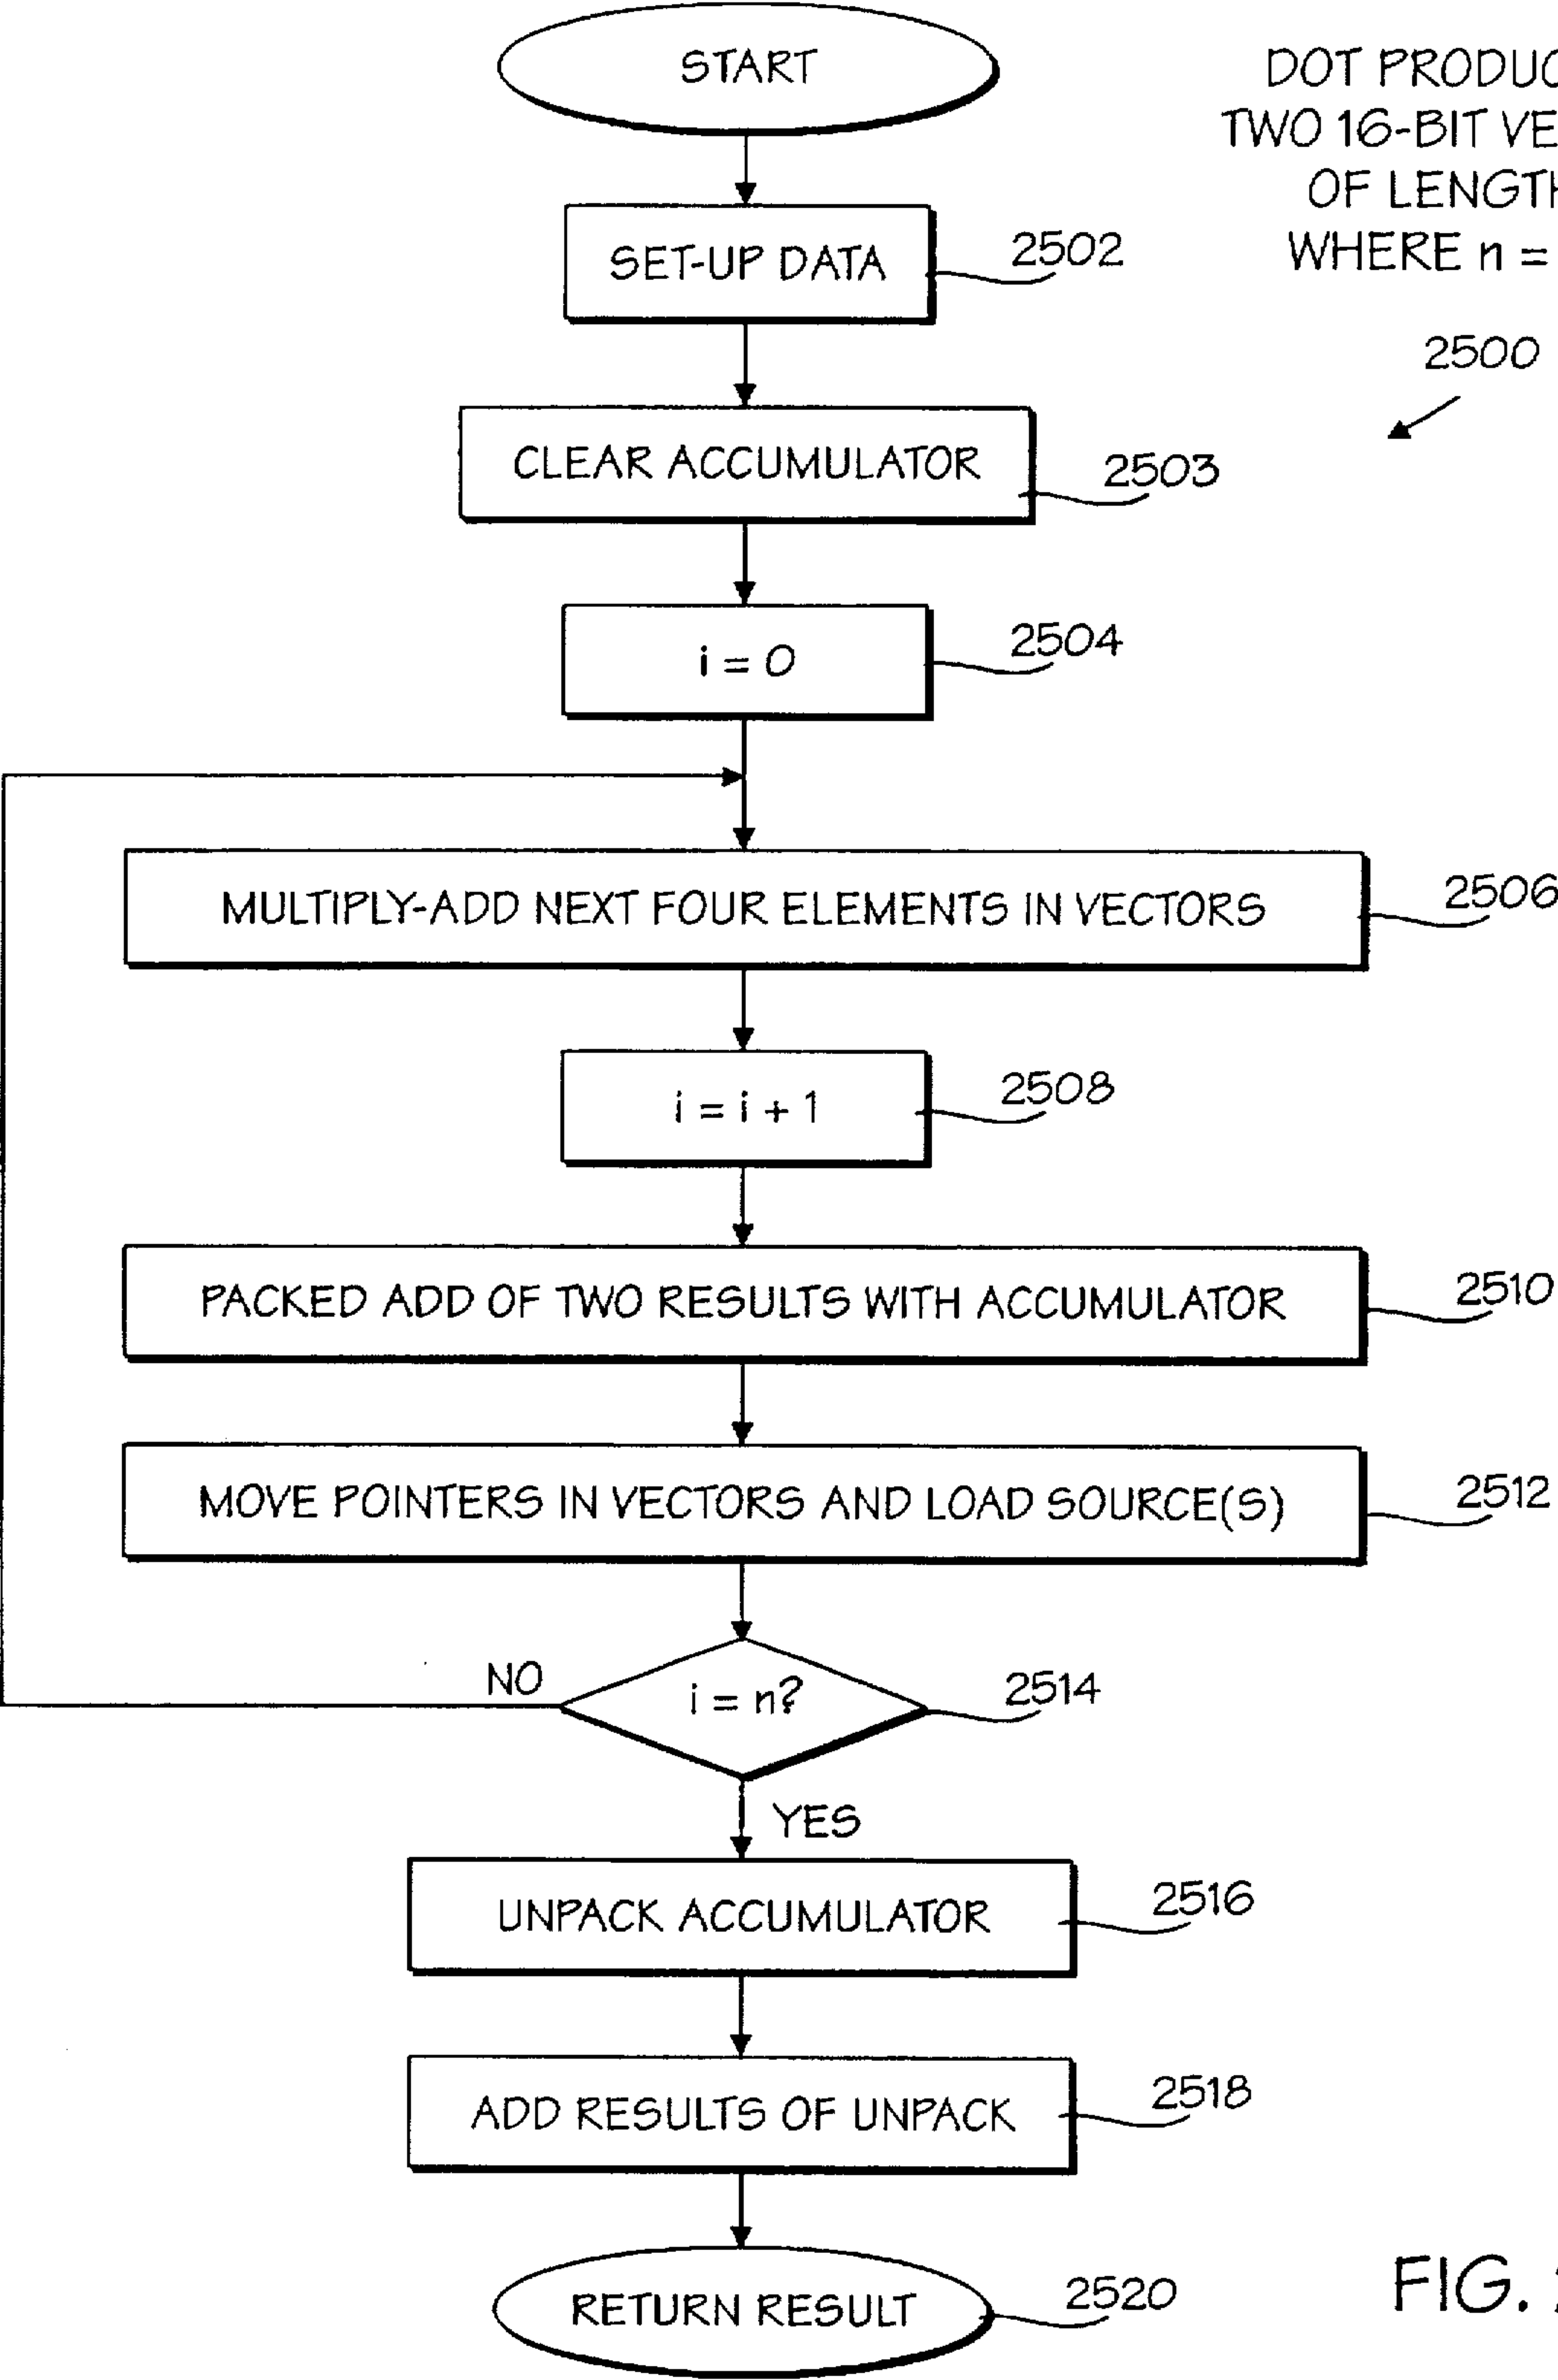 START
DOT
TWO 16-BIT
OF
WHERE n =
SET-UP DATA
2502
2500
CLEAR ACCUMULATOR
2503
i = 0
2504
MULTIPLY-ADD NEXT FOUR ELEMENTS IN VECTORS
2506
i = i + 1
2508
PACKED ADD OF TWO RESULTS WITH ACCUMULATOR
2510
MOVE POINTERS IN VECTORS AND LOAD SOURCE(S)
2512
NO
i = n?
2514
YES
UNPACK ACCUMULATOR
2516
ADD RESULTS OF UNPACK
2518
RETURN RESULT
2520
FIG.